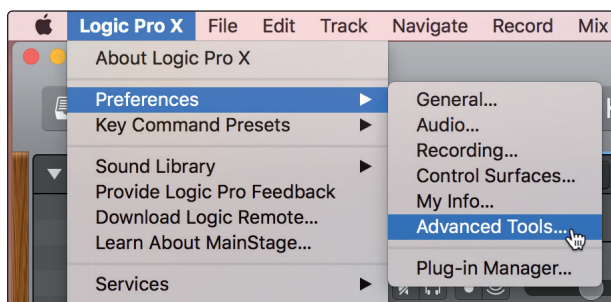 Logic Pro X File Edit Track Navigate Record Mix
About Logic Pro X
Preferences
Key Command Presets
Sound Library
Provide Logic Pro Feedback
Download Logic Remote...
Learn About MainStage...
Services
General...
Audio...
Recording...
Control Surfaces...
My Info...
Advanced Tools...
Plug-in Manager...